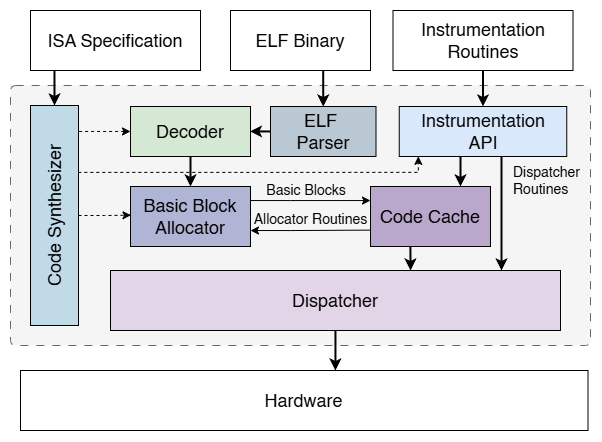 ISA Specification
ELF Binary
Instrumentation
Routines
Code Synthesizer
Decoder
ELF
Parser
Instrumentation
API
Dispatcher
Routines
Basic Block
Allocator
Basic Blocks
Allocator Routines
Code Cache
Dispatcher
Hardware